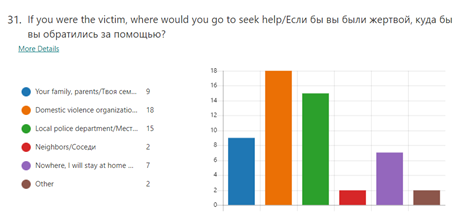 31. If you were the victim, where would you go to seek help/Если бы вы были жертвой, куда бы
вы обратились за помощью?
More Details
Your family, parents/Твоя сем... 9
Domestic violence organizatio... 18
Local police department/Мест... 15
Neighbors/Соседи 2
Nowhere, I will stay at home ... 7
Other 2
18
16
14
12
10
8
6
4
2
0